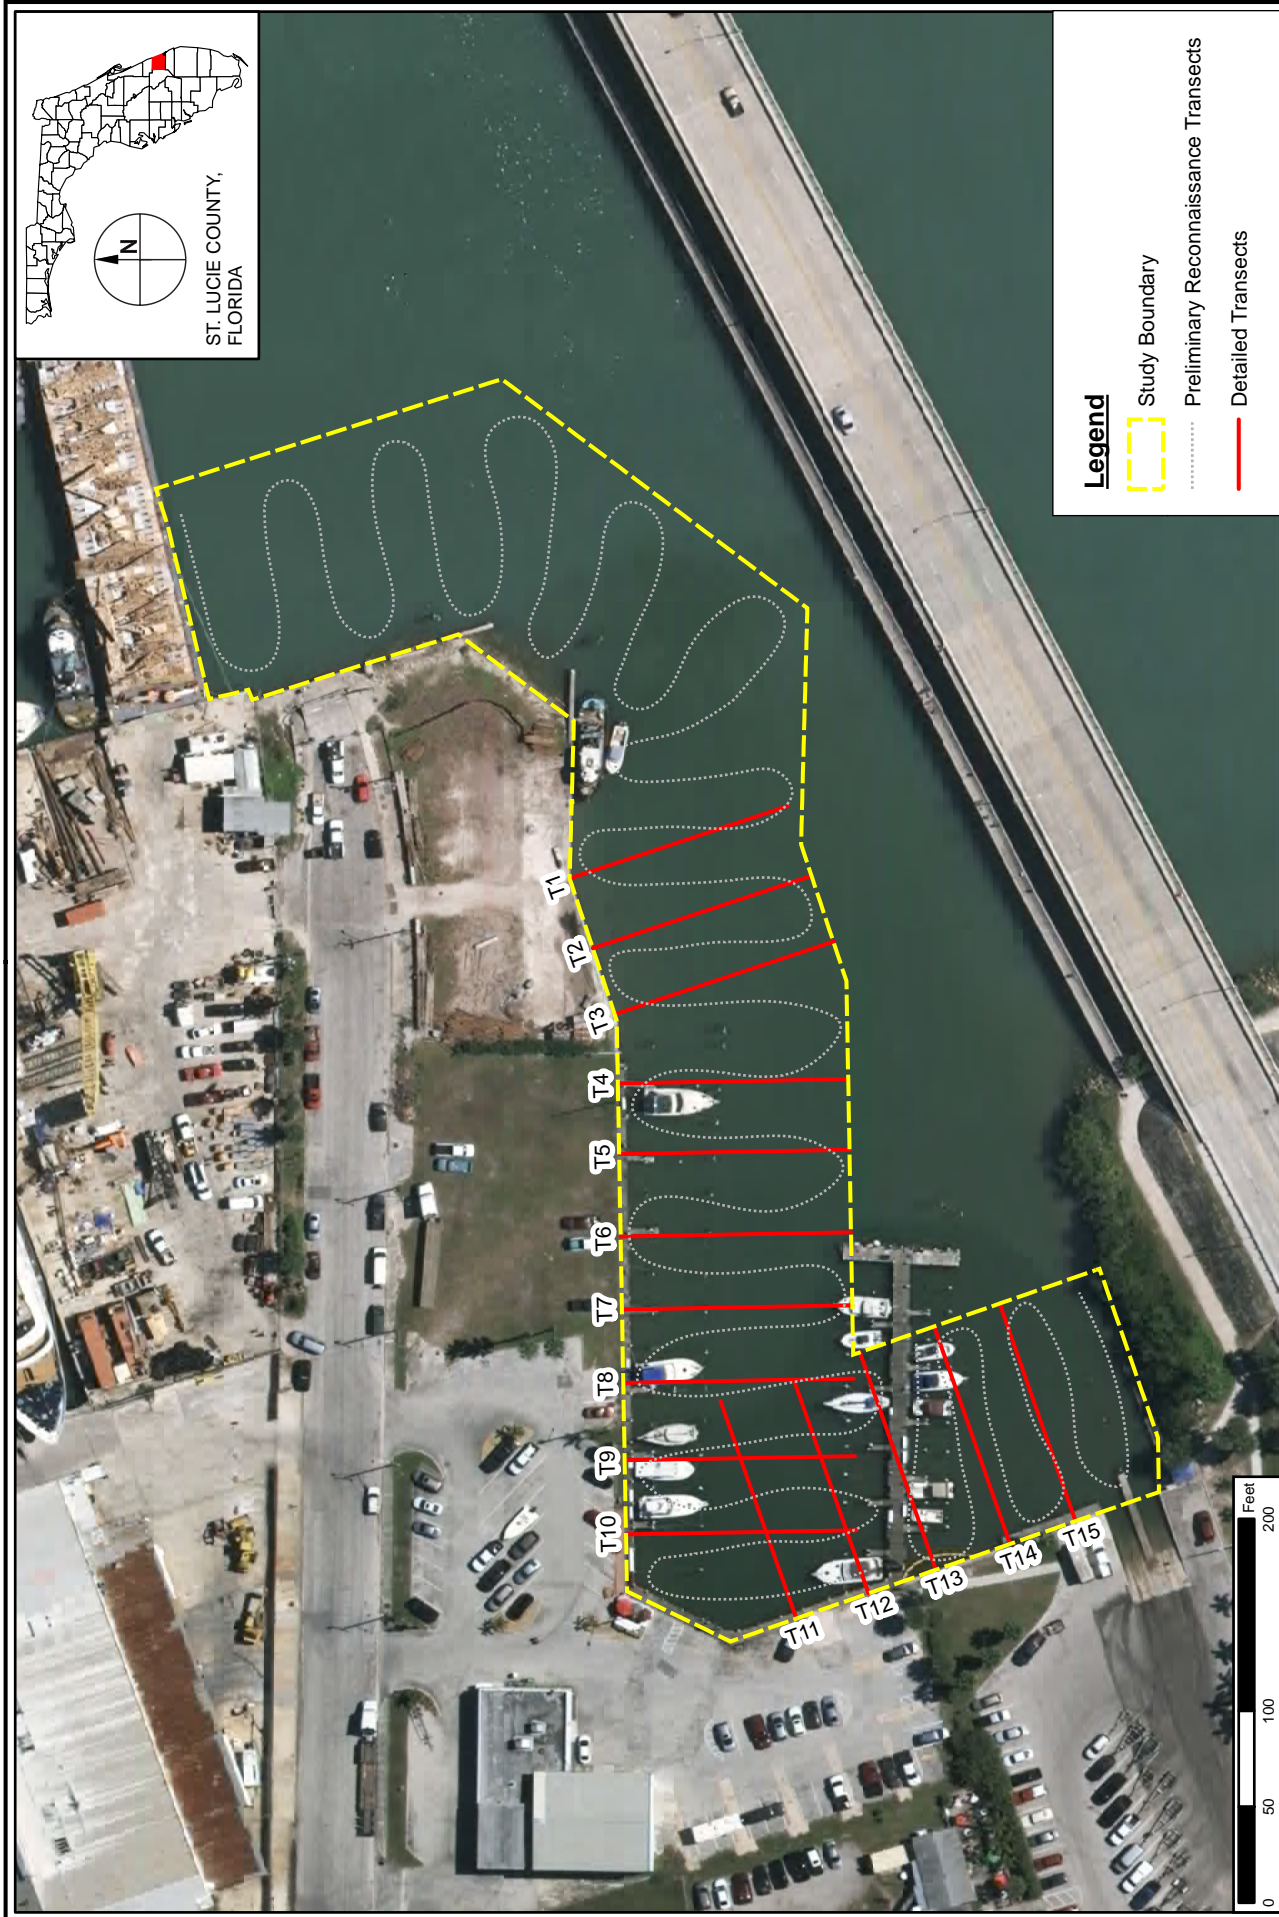 N
ST. LUCIE COUNTY,
FLORIDA
T1
T2
T3
T4
T5
T6
T7
T8
T9
T10
T11
T12
T13
T14
T15
Legend
Study Boundary
Preliminary Reconnaissance Transects
Detailed Transects
Feet
0 50 100 200